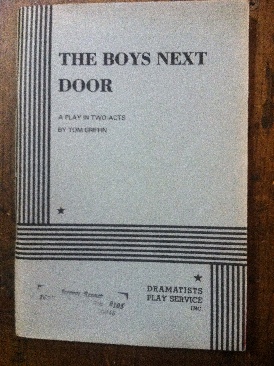 THE BOYS NEXT
DOOR
A PLAY IN TWO ACTS
BY TOM GRIFFIN
DRAMATISTS
PLAY SERVICE
INC.